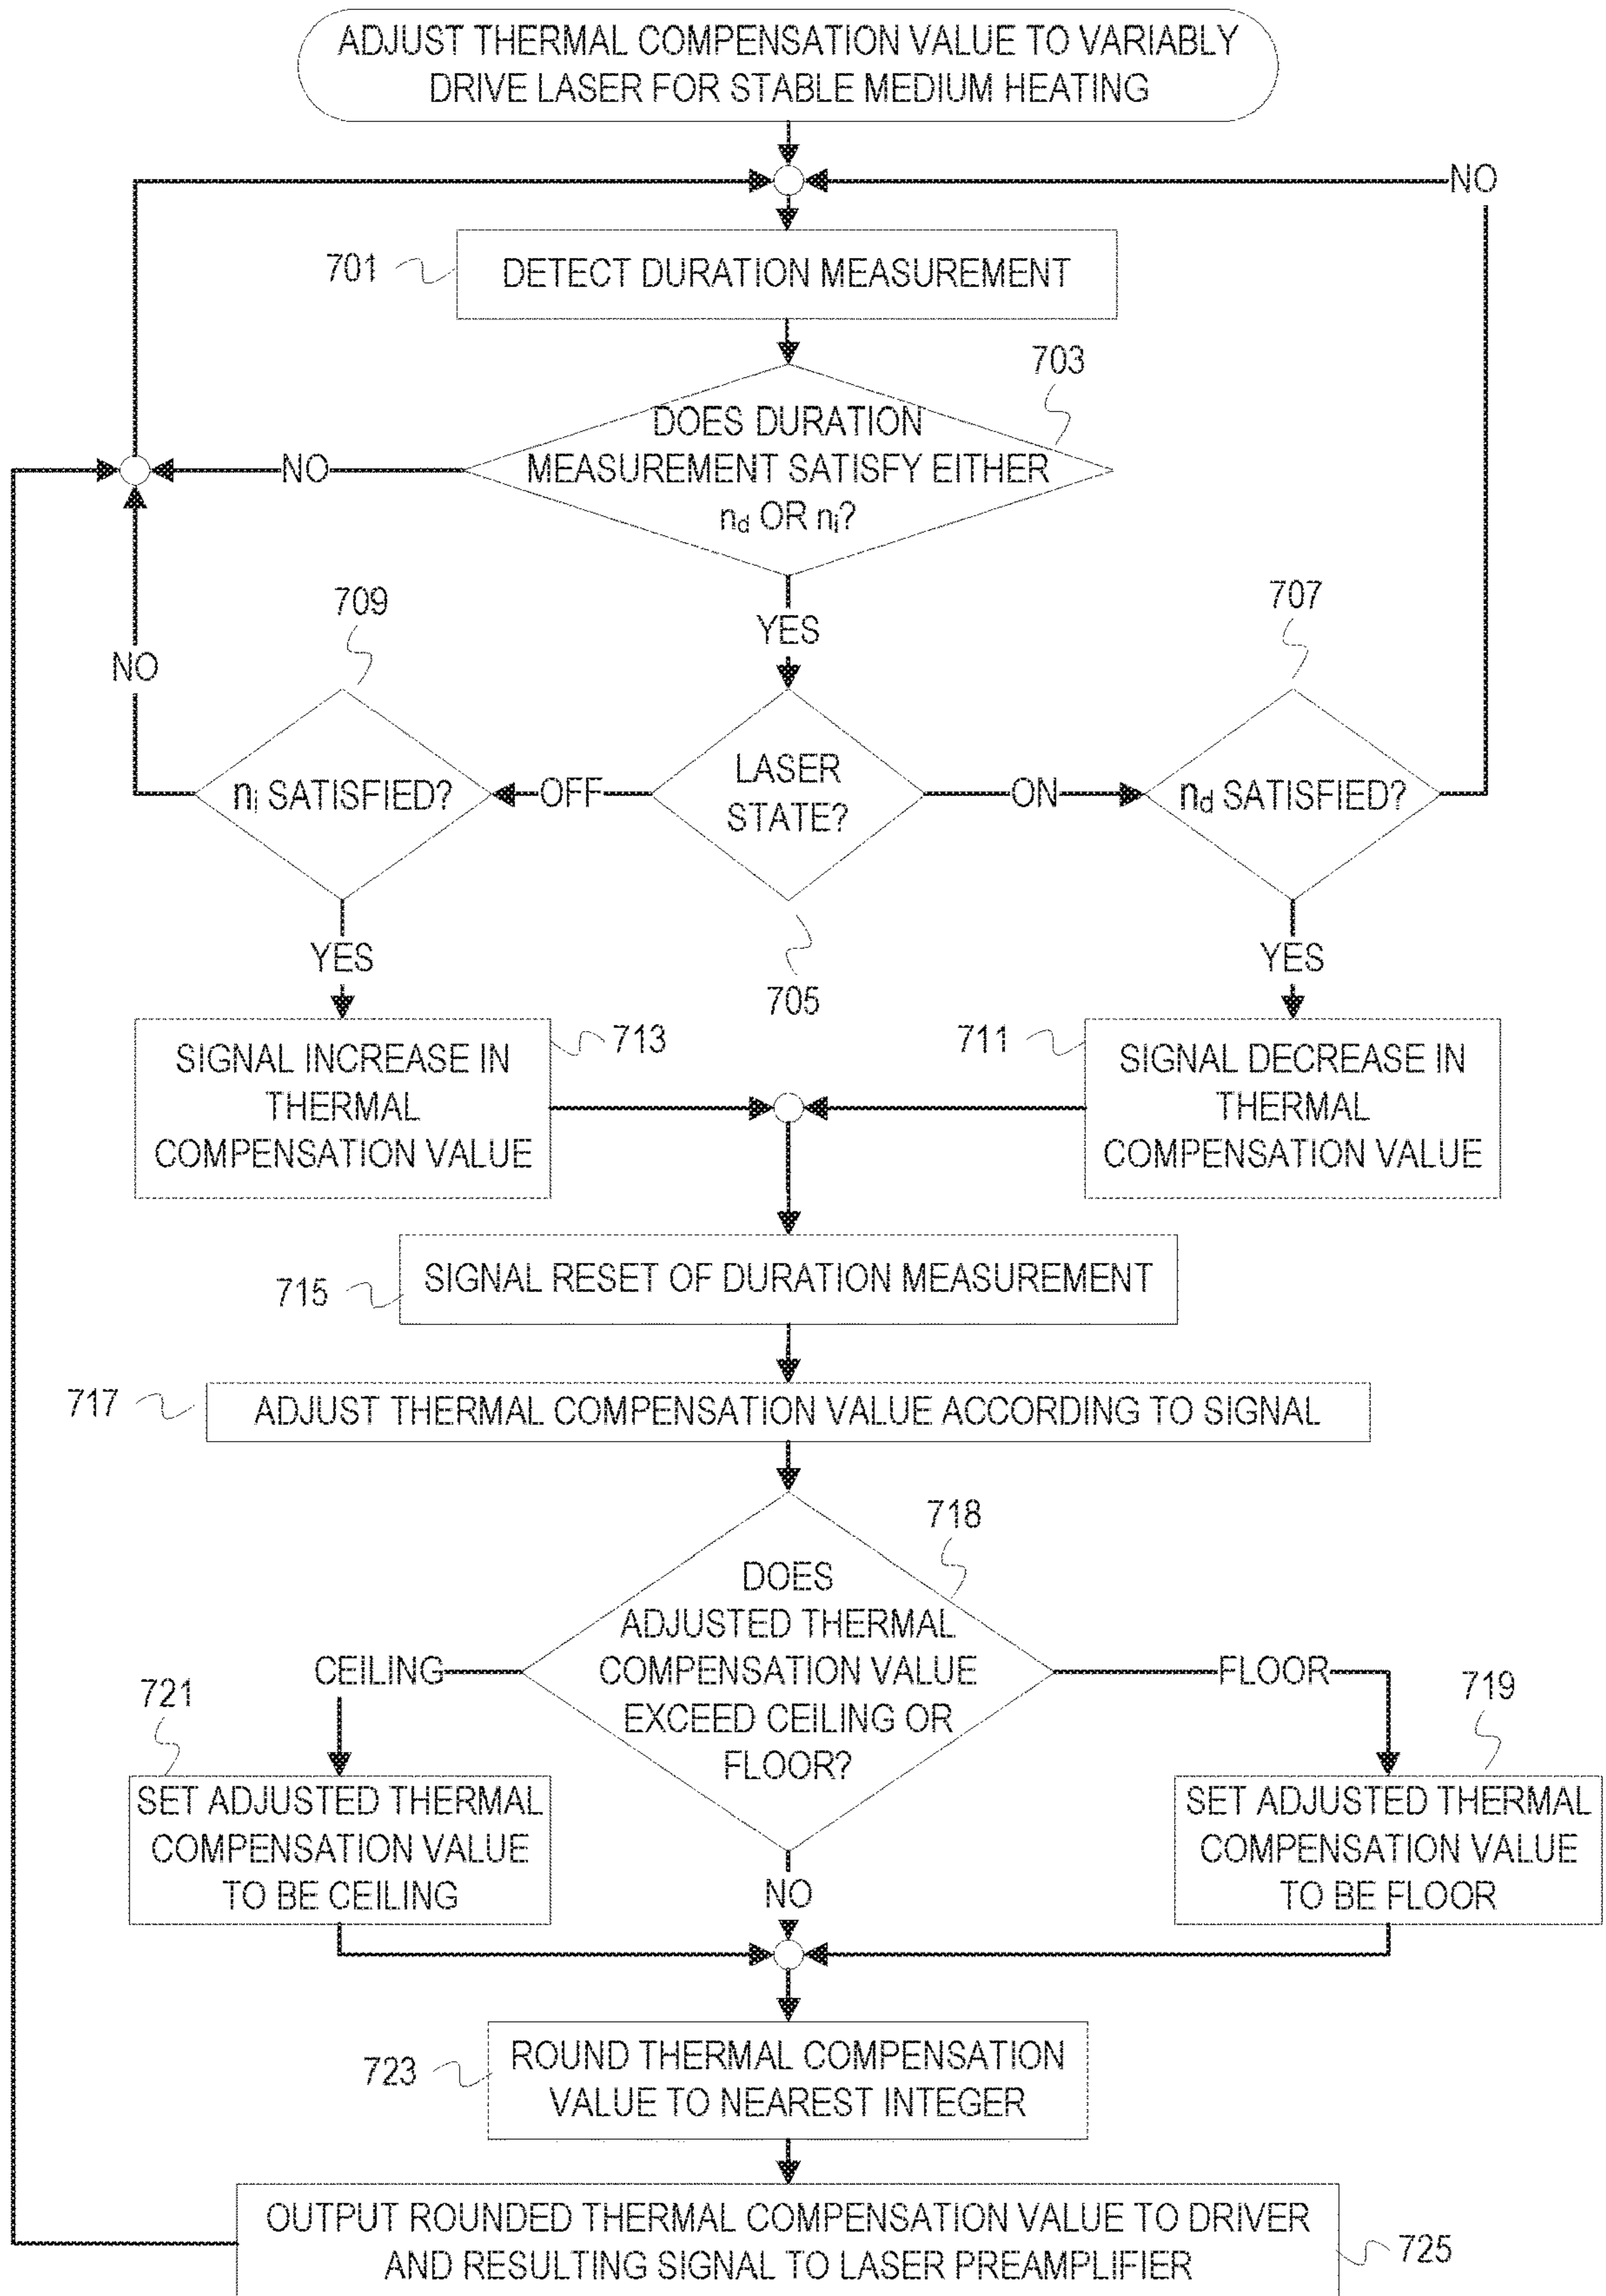 ADJUST THERMAL COMPENSATION VALUE TO VARIABLY
DRIVE LASER FOR STABLE MEDIUM HEATING
NO
701
DETECT DURATION MEASUREMENT
703
DOES DURATION
MEASUREMENT SATISFY EITHER
nd OR ni?
NO
YES
709
707
NO
ni SATISFIED?
OFF
LASER
STATE?
ON
nd SATISFIED?
YES
YES
705
SIGNAL INCREASE IN
THERMAL
COMPENSATION VALUE
713
711
SIGNAL DECREASE IN
THERMAL
COMPENSATION VALUE
715
SIGNAL RESET OF DURATION MEASUREMENT
717
ADJUST THERMAL COMPENSATION VALUE ACCORDING TO SIGNAL
718
DOES
ADJUSTED THERMAL
COMPENSATION VALUE
EXCEED CEILING OR
FLOOR?
CEILING
FLOOR
721
719
SET ADJUSTED THERMAL
COMPENSATION VALUE
TO BE CEILING
NO
SET ADJUSTED THERMAL
COMPENSATION VALUE
TO BE FLOOR
723
ROUND THERMAL COMPENSATION
VALUE TO NEAREST INTEGER
OUTPUT ROUNDED THERMAL COMPENSATION VALUE TO DRIVER
AND RESULTING SIGNAL TO LASER PREAMPLIFIER
725